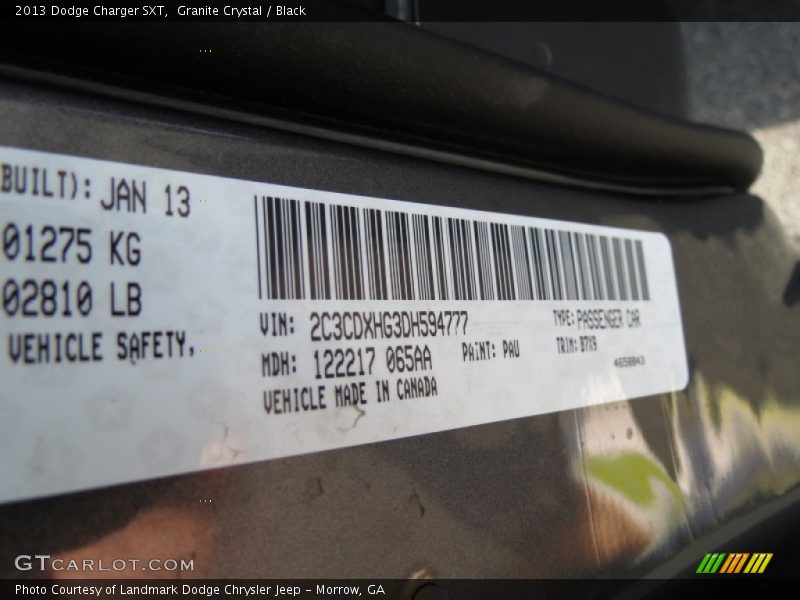 2013 Dodge Charger SXT,  Granite Crystal / Black
BUILT): JAN 13
01275 KG
02810 LB
VEHICLE SAFETY,
VIN: 2C3CDXHG3DH594777
TYPE: PASSENGER CAR
MDH: 122217 065AA
PAINT: PAU
TRIM: B7X9
4658843
VEHICLE MADE IN CANADA
GTCARLOT.COM
Photo Courtesy of Landmark Dodge Chrysler Jeep - Morrow, GA